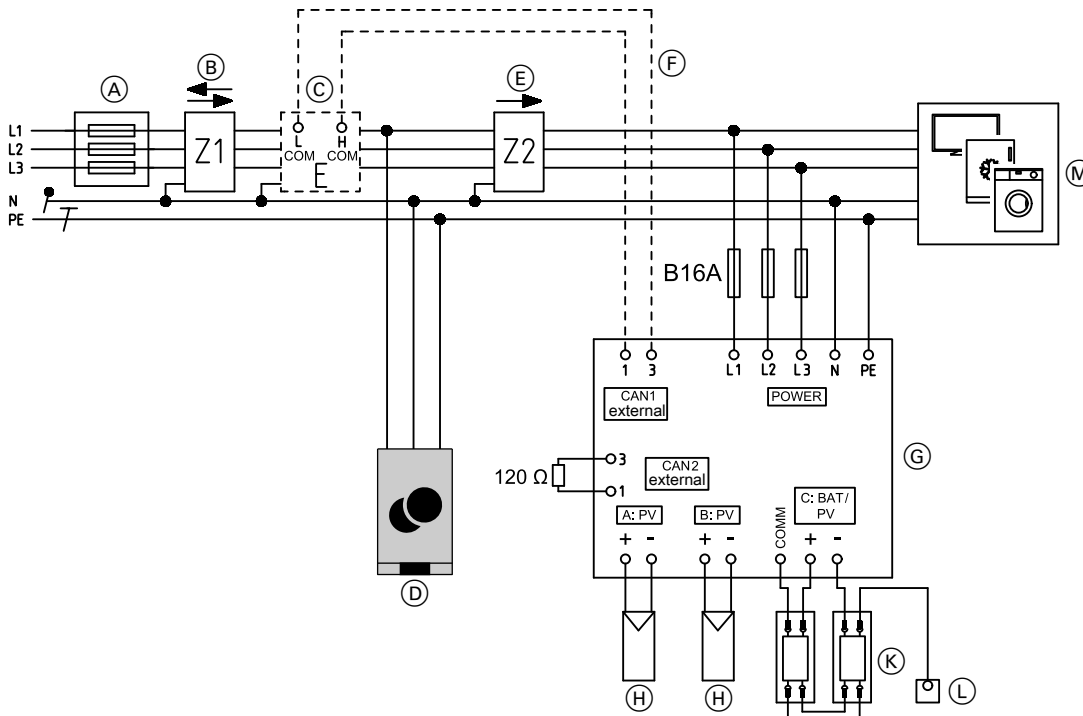 A
B
C
E
F
L1
L2
L3
N
PE
Z1
L
H
COM
COM
E
Z2
M
B16A
1
3
L1
L2
L3
N
PE
CAN1
external
POWER
G
120 Ω
3
1
CAN2
external
A: PV
B: PV
COMM
C: BAT/
PV
+ -
+ -
+ -
D
H
H
K
L